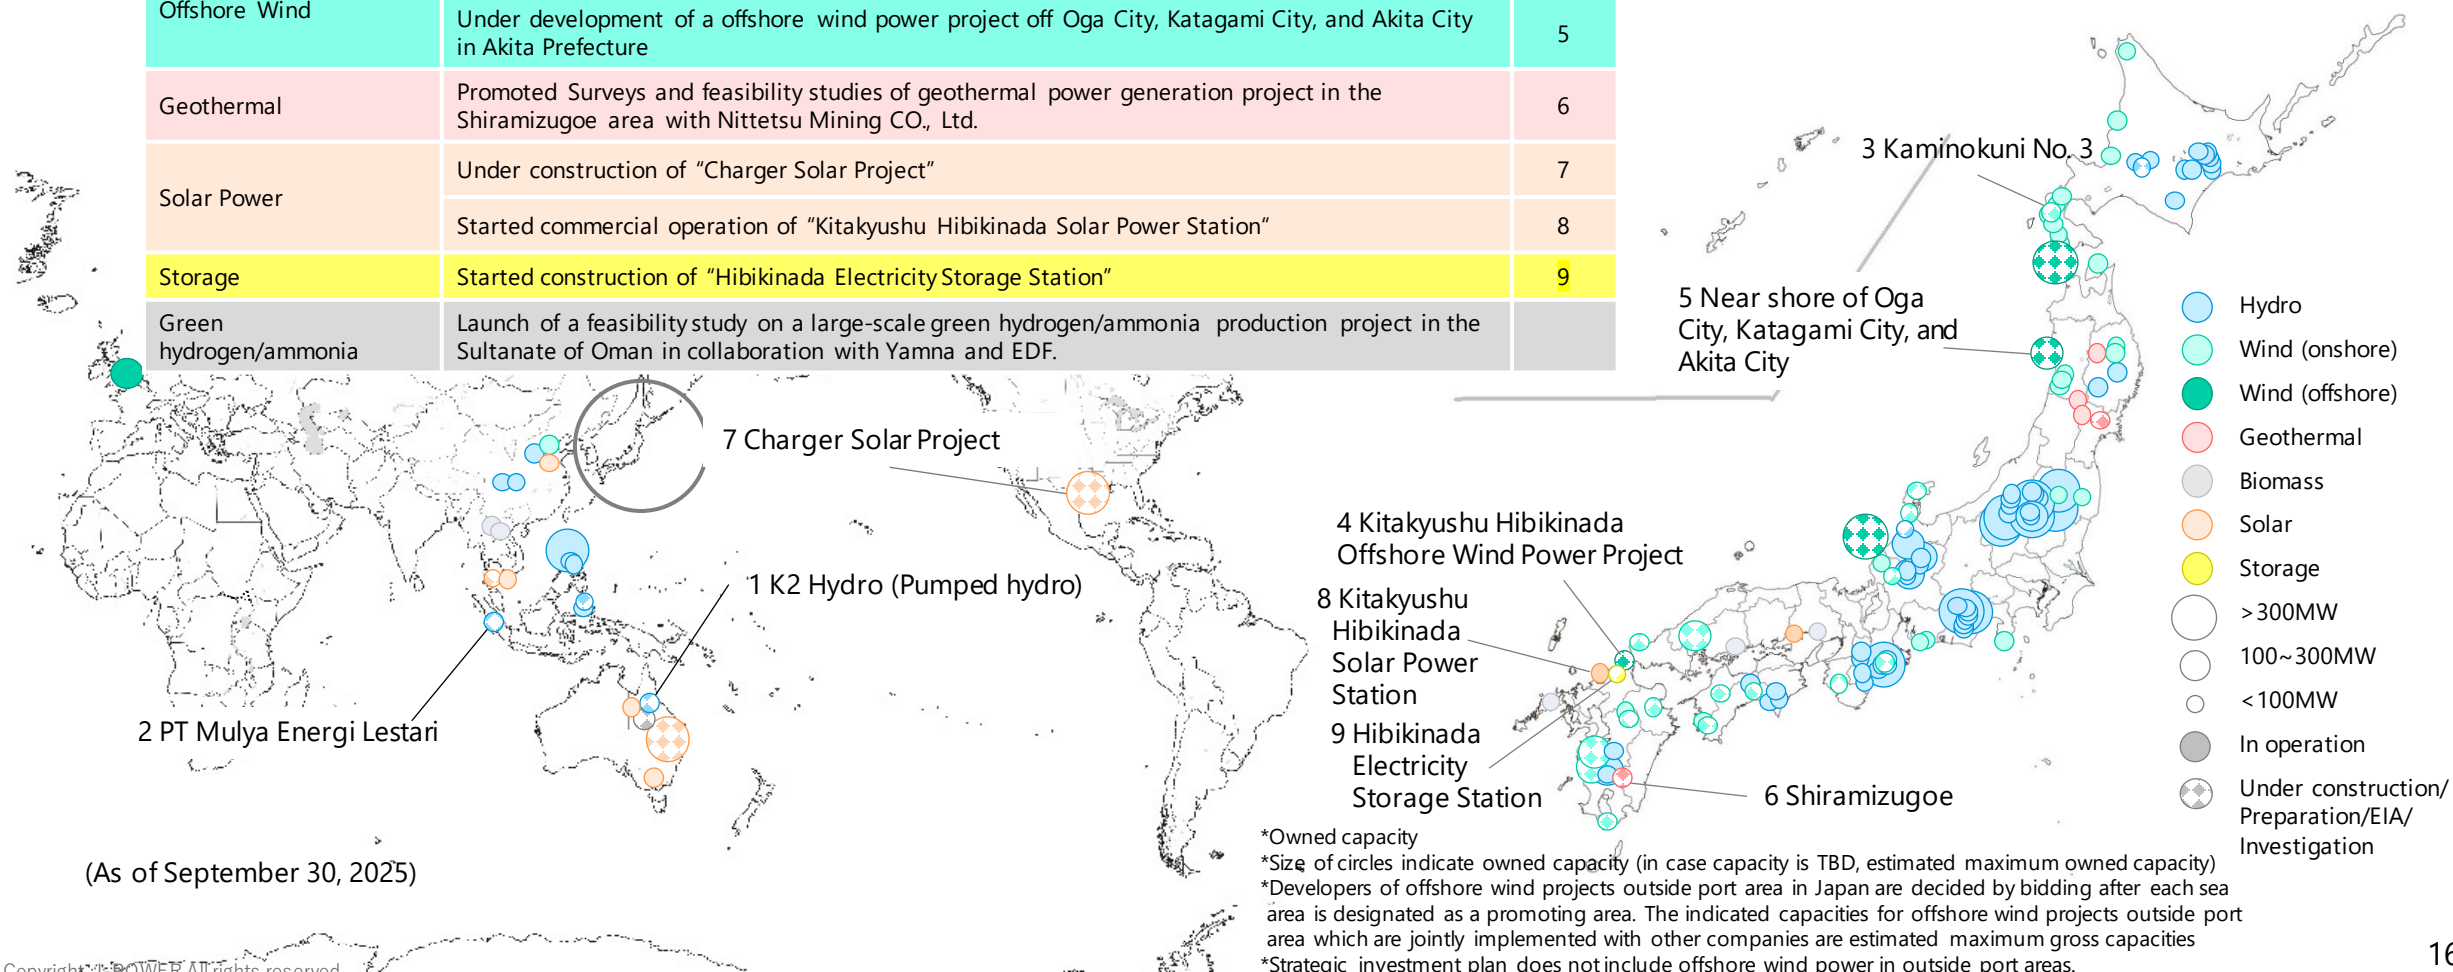 Offshore Wind
Under development of a offshore wind power project off Oga City, Katagami City, and Akita City
in Akita Prefecture
5
Geothermal
Promoted Surveys and feasibility studies of geothermal power generation project in the
Shiramizugoe area with Nittetsu Mining CO., Ltd.
6
Solar Power
Under construction of “Charger Solar Project”
7
Started commercial operation of “Kitakyushu Hibikinada Solar Power Station“
8
Storage
Started construction of “Hibikinada Electricity Storage Station”
9
Green
hydrogen/ammonia
Launch of a feasibility study on a large-scale green hydrogen/ammonia production project in the
Sultanate of Oman in collaboration with Yamna and EDF.
3 Kaminokuni No. 3
5 Near shore of Oga
City, Katagami City, and
Akita City
7 Charger Solar Project
4 Kitakyushu Hibikinada
Offshore Wind Power Project
1 K2 Hydro (Pumped hydro)
8 Kitakyushu
Hibikinada
Solar Power
Station
2 PT Mulya Energi Lestari
9 Hibikinada
Electricity
Storage Station
6 Shiramizugoe
Hydro
Wind (onshore)
Wind (offshore)
Geothermal
Biomass
Solar
Storage
>300MW
100~300MW
<100MW
In operation
Under construction/
Preparation/EIA/
Investigation
(As of September 30, 2025)
*Owned capacity
*Size of circles indicate owned capacity (in case capacity is TBD, estimated maximum owned capacity)
*Developers of offshore wind projects outside port area in Japan are decided by bidding after each sea
area is designated as a promoting area. The indicated capacities for offshore wind projects outside port
area which are jointly implemented with other companies are estimated maximum gross capacities
*Strategic investment plan does not include offshore wind power in outside port areas.
Copyright J-POWER All rights reserved
16